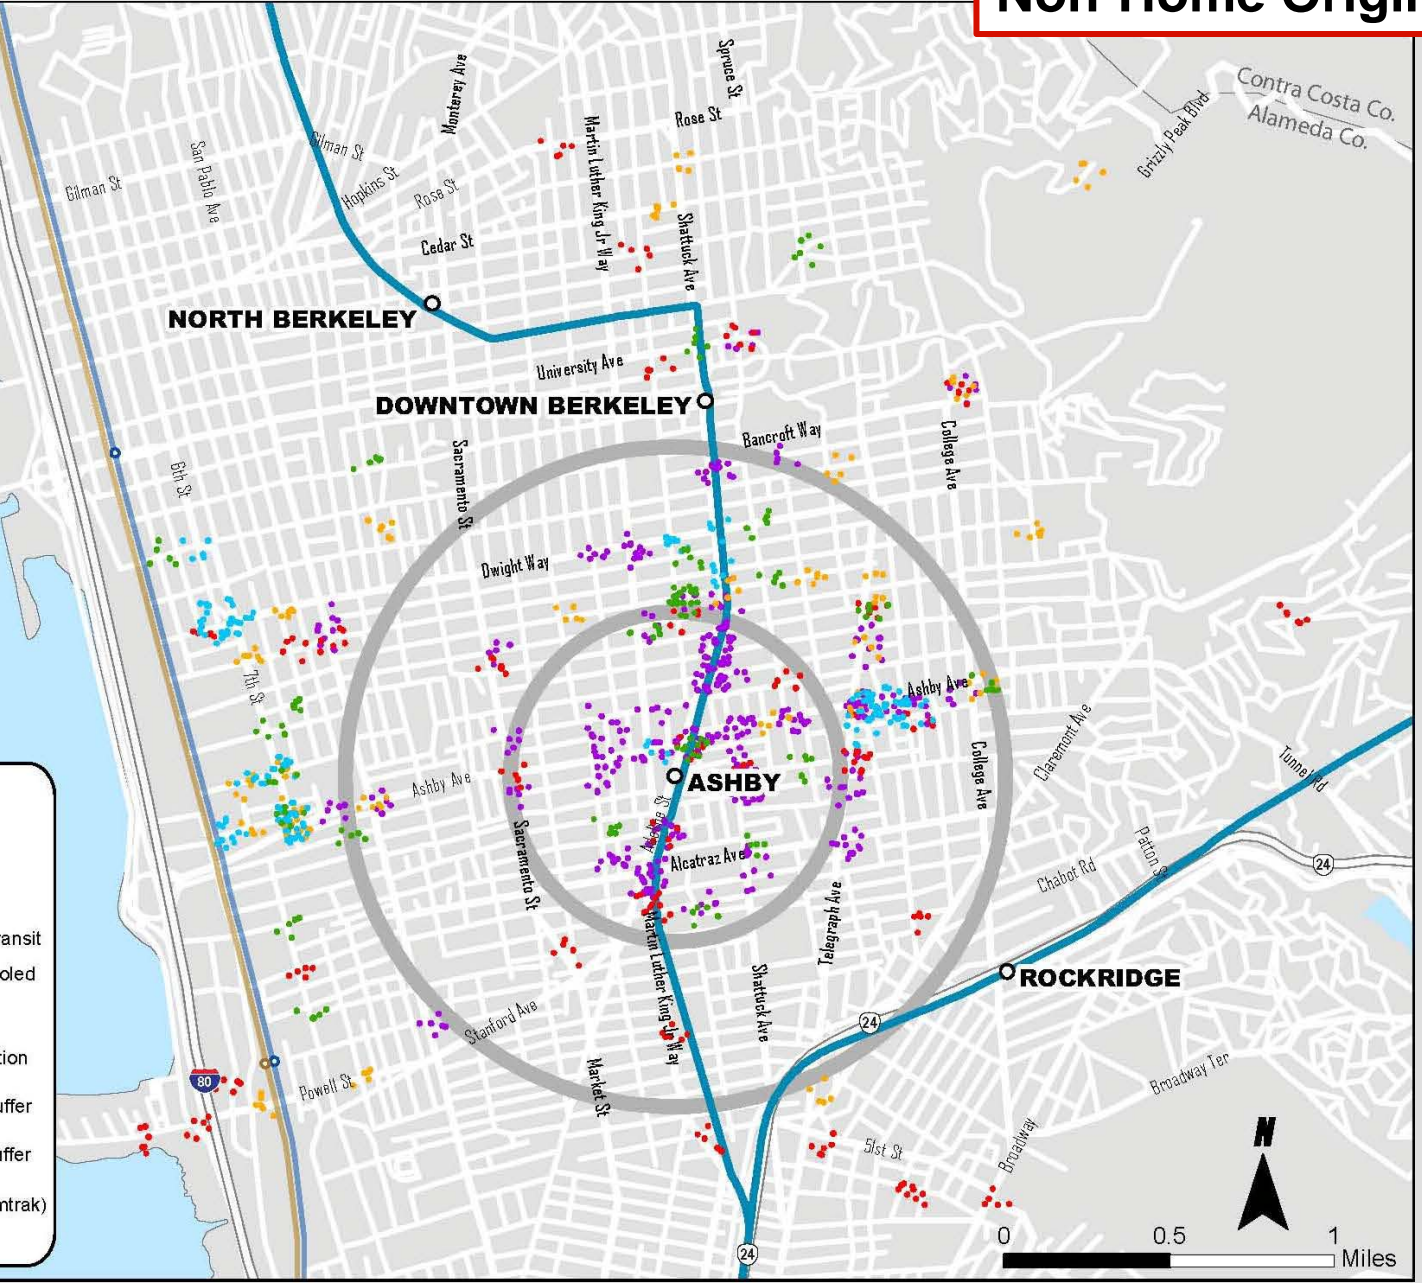 Non-Home Origi
Contra Costa Co.
Alameda Co.
Grizzly Peak Blvd
Spruce St
Monterey Ave
Rose St
Martin Luther King Jr Way
Gilman St
San Pablo Ave
Gilman St
Hopkins St
Rose St
Cedar St
Shattuck Ave
NORTH BERKELEY
University Ave
DOWNTOWN BERKELEY
Bancroft Way
College Ave
Sacramento St
6th St
Dwight Way
7th St
Ashby Ave
Claremont Ave
College Ave
Tunnel Rd
ASHBY
Ashby Ave
Adeline St
Sacramento St
Alcatraz Ave
Patton St
Chabot Rd
24
Telegraph Ave
Martin Luther King Jr Way
Shattuck Ave
ROCKRIDGE
Stanford Ave
24
Market St
Powell St
80
Broadway Ter
51st St
Broadway
24
ransit
oled
tion
uffer
uffer
mtrak)
N
0 0.5 1
Miles